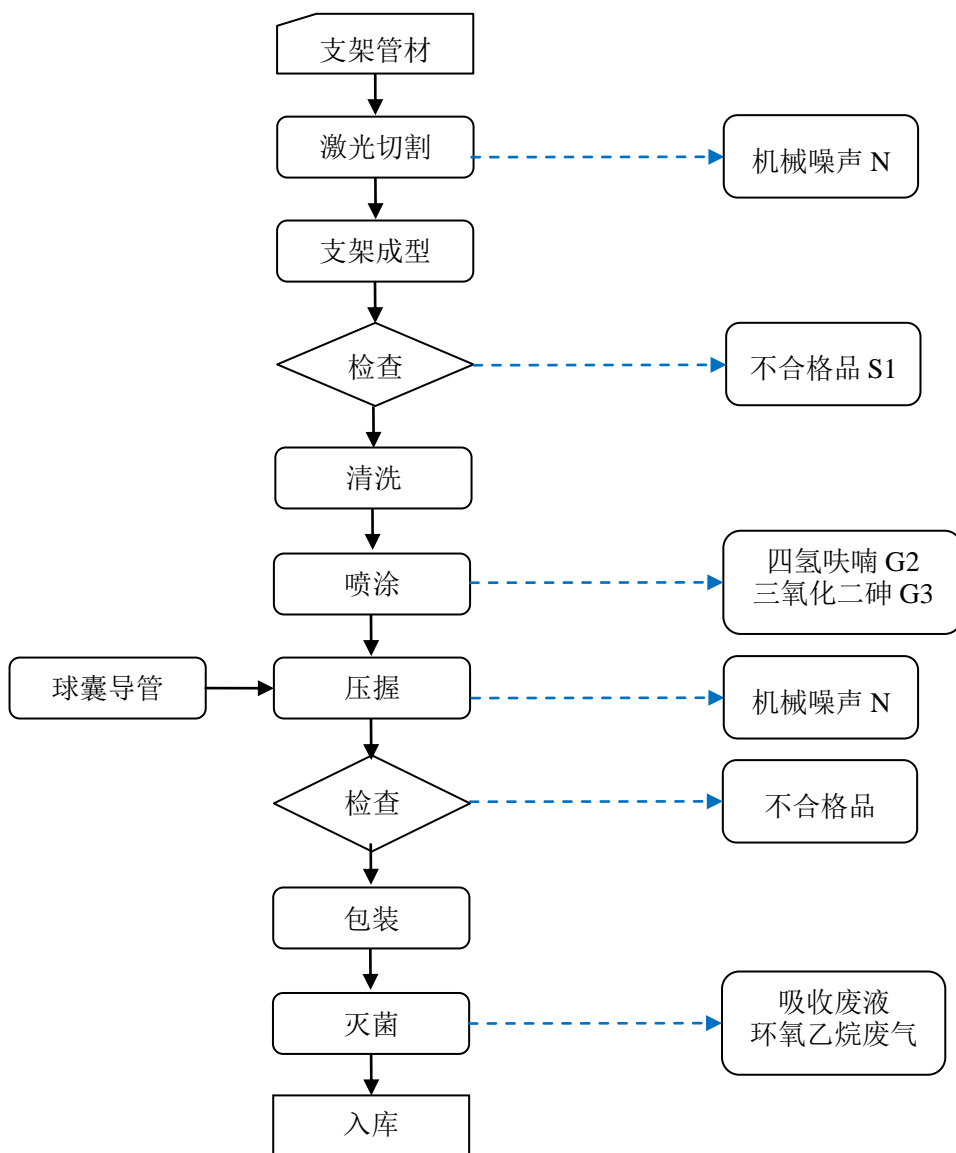 支架管材
激光切割
机械噪声 N
支架成型
检查
不合格品 S1
清洗
喷涂
四氢呋喃 G2
三氧化二砷 G3
球囊导管
压握
机械噪声 N
检查
不合格品
包装
灭菌
吸收废液
环氧乙烷废气
入库